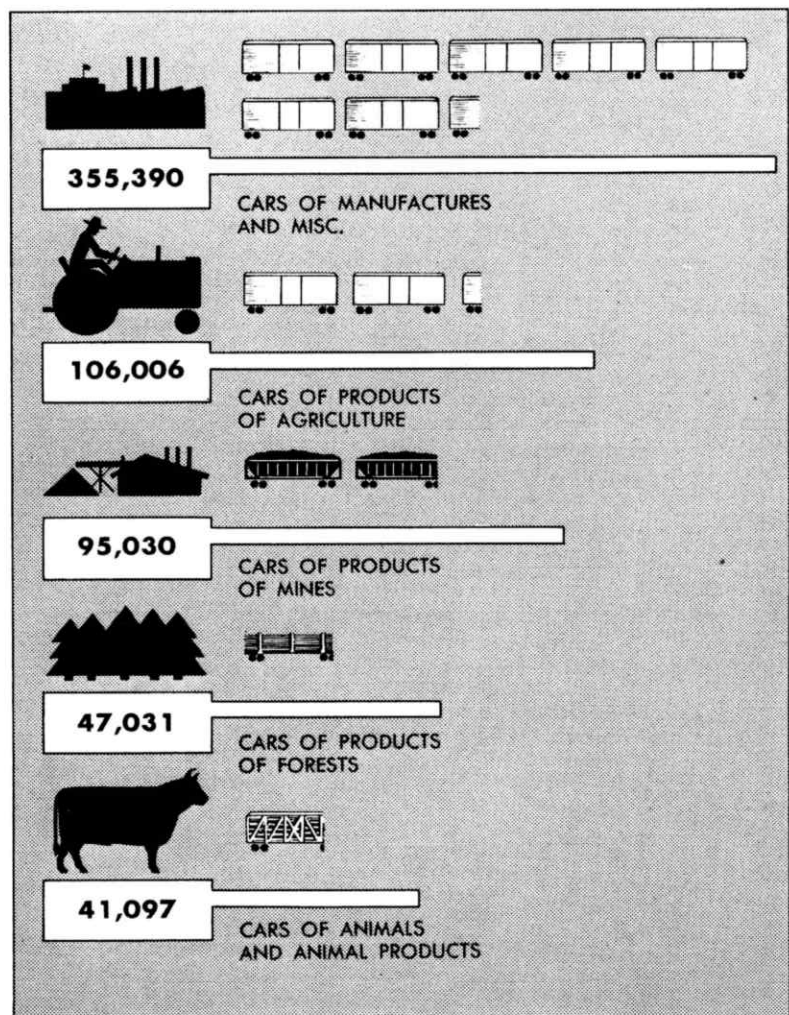 355,390
CARS OF MANUFACTURES
AND MISC.
106,006
CARS OF PRODUCTS
OF AGRICULTURE
95,030
CARS OF PRODUCTS
OF MINES
47,031
CARS OF PRODUCTS
OF FORESTS
41,097
CARS OF ANIMALS
AND ANIMAL PRODUCTS